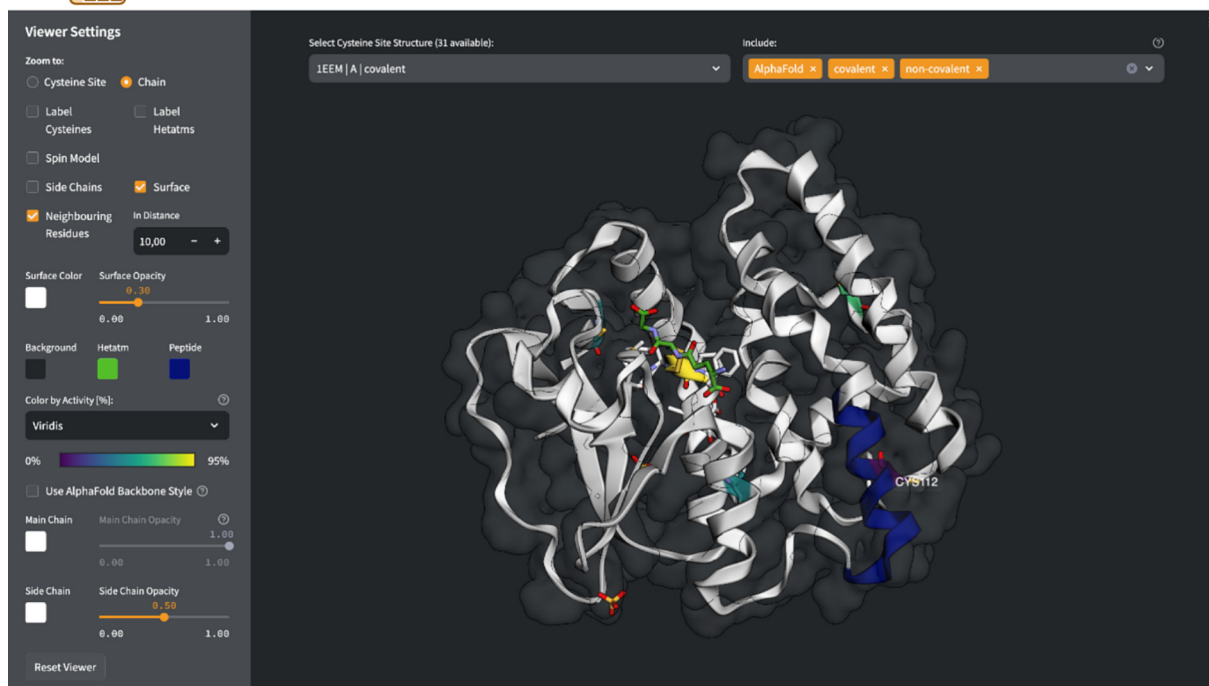 Viewer Settings
Zoom to:
Cysteine Site
Chain
Label
Cysteines
Label
Hetatms
Spin Model
Side Chains
Surface
Neighbouring
Residues
In Distance
10,00 - +
Surface Color
Surface Opacity
0.30
0.00 1.00
Background Hetatm Peptide
Color by Activity [%]: ?
Viridis
0% 95%
Use AlphaFold Backbone Style ?
Main Chain
Main Chain Opacity ?
1.00
0.00 1.00
Side Chain
Side Chain Opacity
0.50
0.00 1.00
Reset Viewer
Select Cysteine Site Structure (31 available):
1EEM | A | covalent
Include: ?
AlphaFold × covalent × non-covalent ×
CYS112